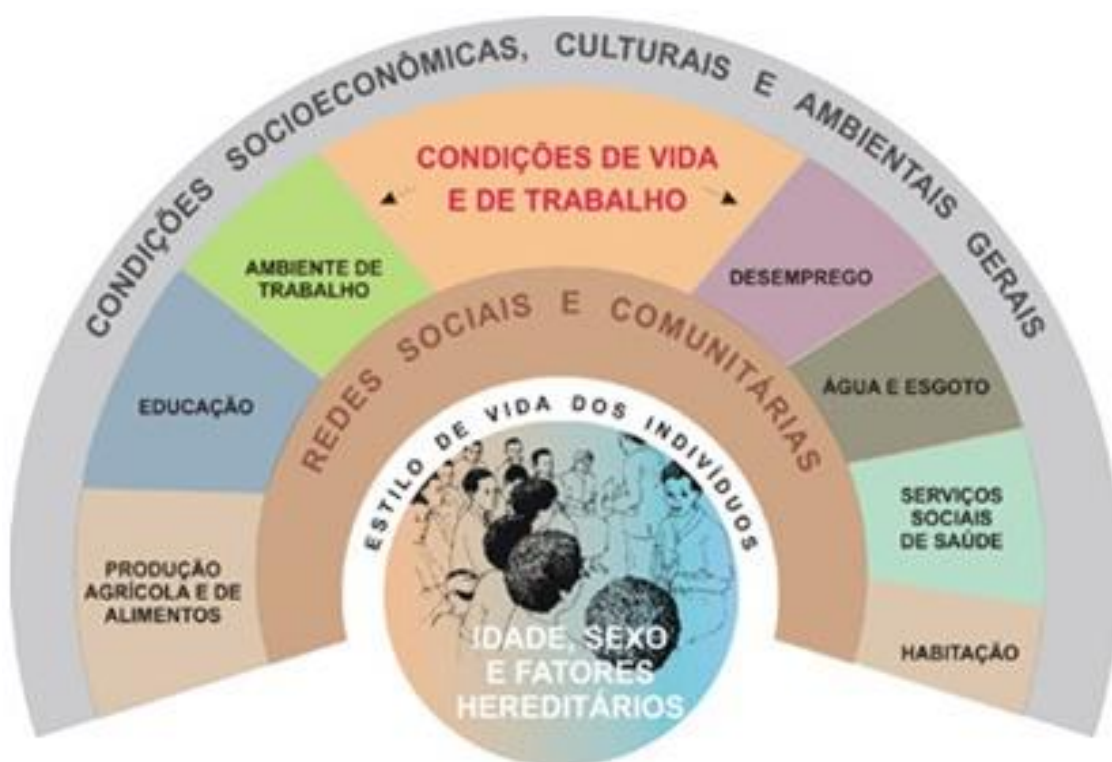 CONDIÇÕES SOCIOECONÔMICAS, CULTURAIS E AMBIENTAIS GERAIS
CONDIÇÕES DE VIDA
E DE TRABALHO
AMBIENTE DE
TRABALHO
DESEMPREGO
EDUCAÇÃO
ÁGUA E ESGOTO
PRODUÇÃO
AGRÍCOLA E DE
ALIMENTOS
SERVIÇOS
SOCIAIS
DE SAÚDE
HABITAÇÃO
REDES SOCIAIS E COMUNITÁRIAS
ESTILO DE VIDA DOS INDIVÍDUOS
IDADE, SEXO
E FATORES
HEREDITÁRIOS